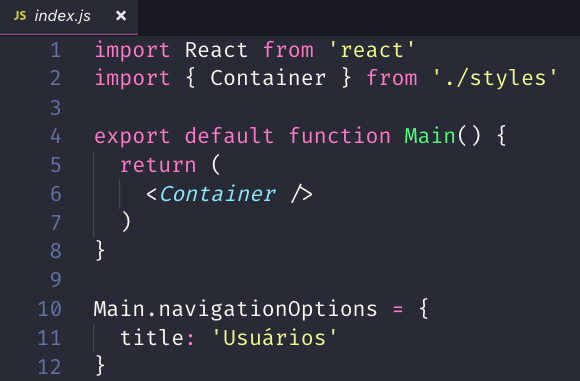 JS index.js ×
1 import React from 'react'
2 import { Container } from './styles'
3
4 export default function Main() {
5   return (
6     <Container />
7   )
8 }
9
10 Main.navigationOptions = {
11   title: 'Usuários'
12 }